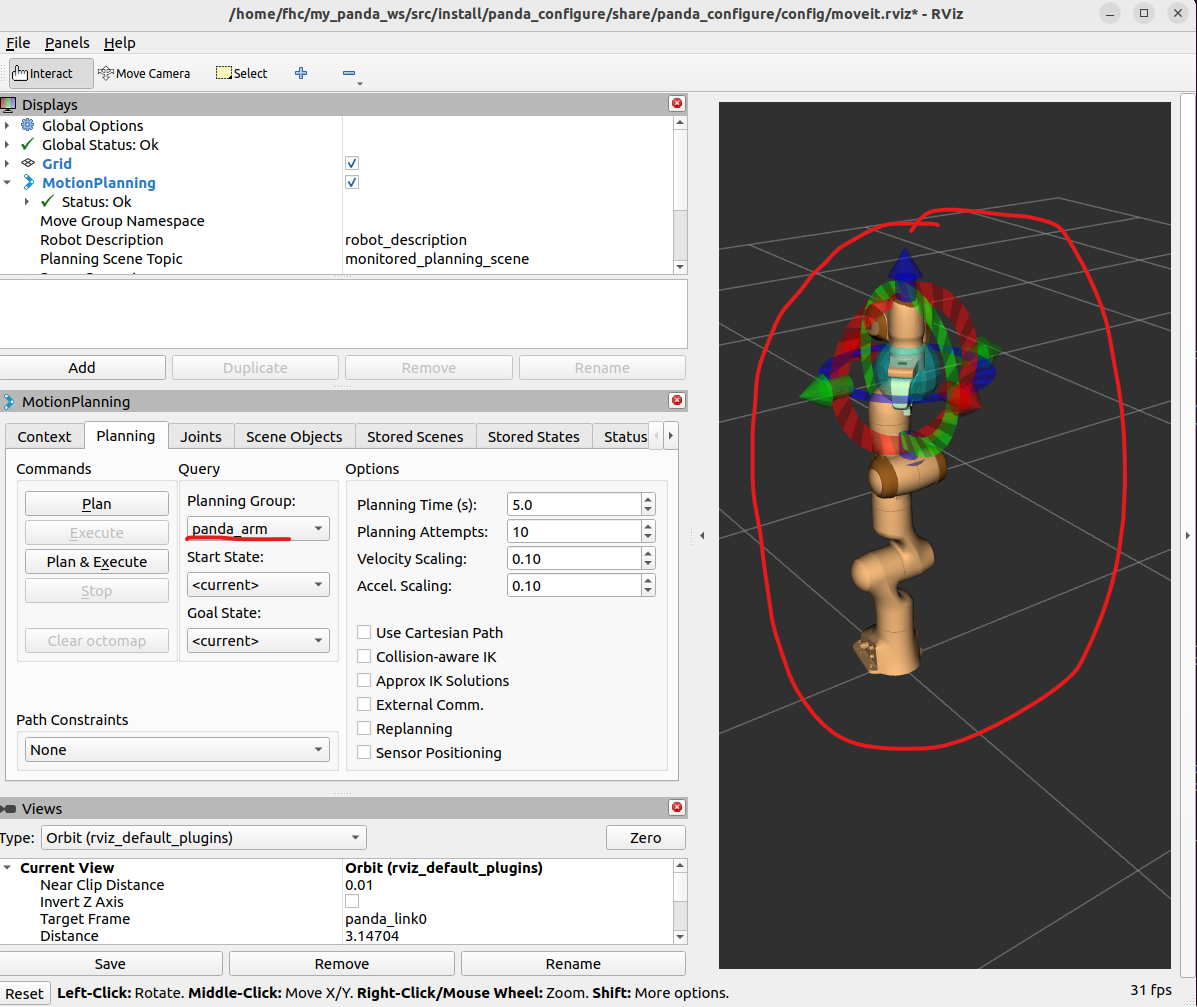 /home/fhc/my_panda_ws/src/install/panda_configure/share/panda_configure/config/moveit.rviz* - RViz
File Panels Help
Interact Move Camera Select
Displays
Global Options
Global Status: Ok
Grid
MotionPlanning
Status: Ok
Move Group Namespace
Robot Description robot_description
Planning Scene Topic monitored_planning_scene
Add Duplicate Remove Rename
MotionPlanning
Context Planning Joints Scene Objects Stored Scenes Stored States Status
Commands Query Options
Plan
Execute
Plan & Execute
Stop
Clear octomap
Planning Group:
panda_arm
Start State:
<current>
Goal State:
<current>
Planning Time (s): 5.0
Planning Attempts: 10
Velocity Scaling: 0.10
Accel. Scaling: 0.10
Use Cartesian Path
Collision-aware IK
Approx IK Solutions
External Comm.
Replanning
Sensor Positioning
Path Constraints
None
Views
Type: Orbit (rviz_default_plugins) Zero
Current View Orbit (rviz_default_plugins)
Near Clip Distance 0.01
Invert Z Axis
Target Frame panda_link0
Distance 3.14704
Save Remove Rename
Reset Left-Click: Rotate. Middle-Click: Move X/Y. Right-Click/Mouse Wheel: Zoom. Shift: More options. 31 fps